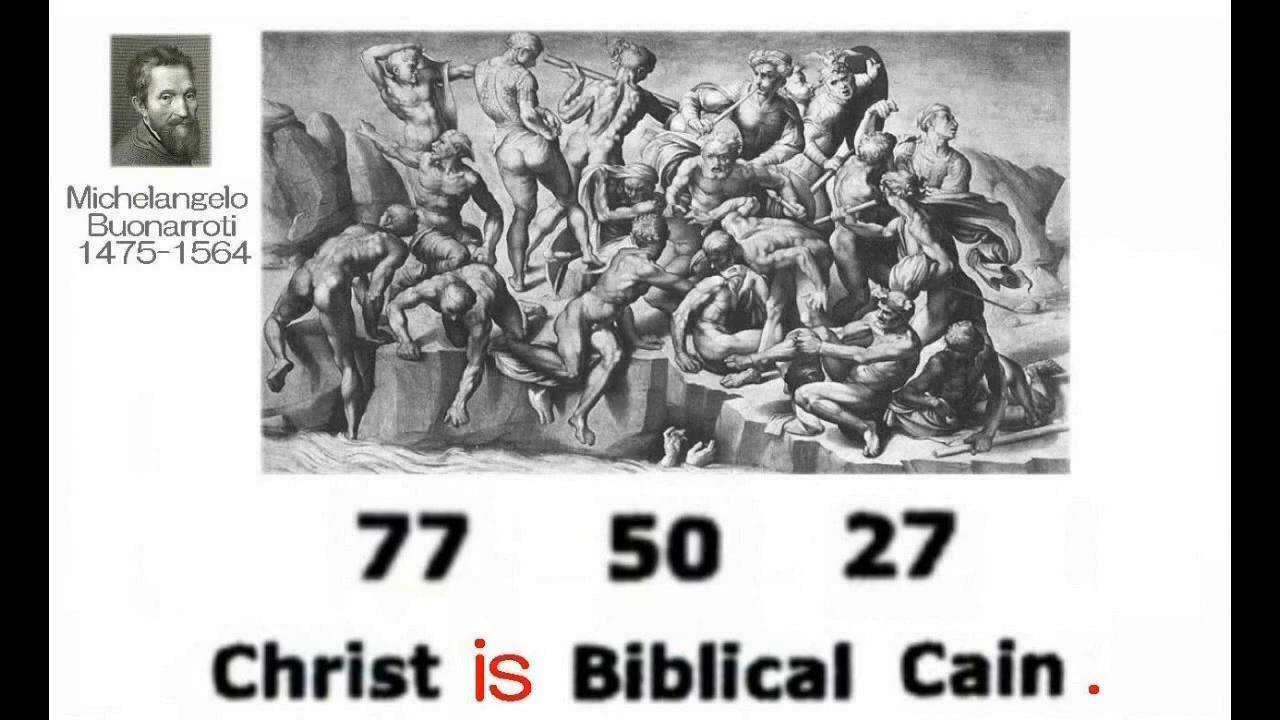 Michelangelo
Buonarroti
1475-1564
77 50 27
Christ is Biblical Cain .